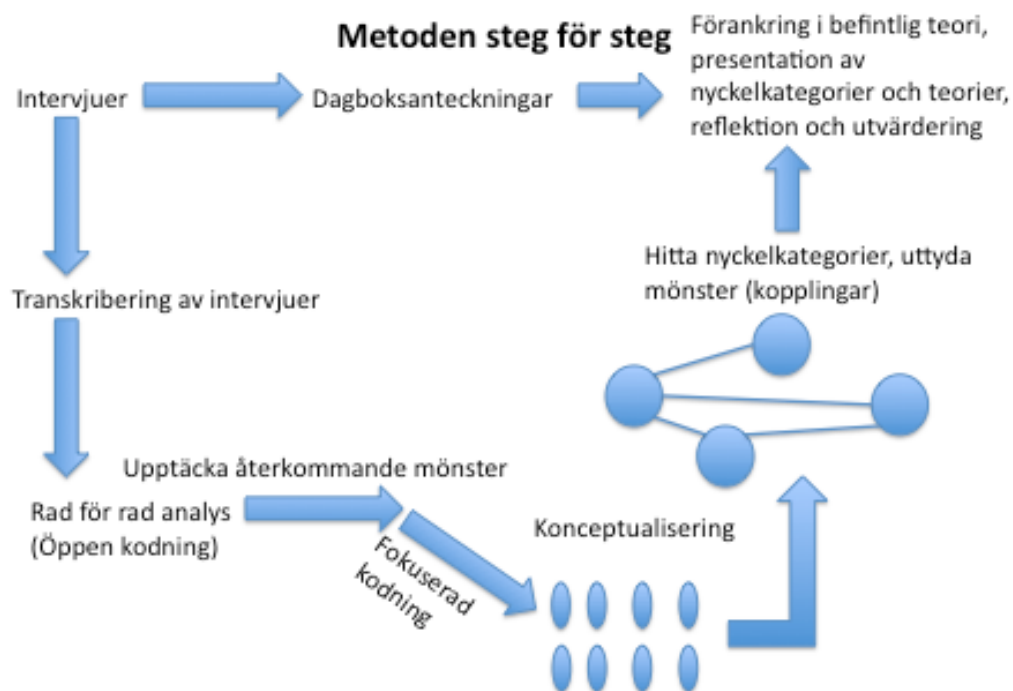 Metoden steg för steg
Förankring i befintlig teori,
presentation av
nyckelkategorier och teorier,
reflektion och utvärdering
Intervjuer
Dagboksanteckningar
Hitta nyckelkategorier, uttyda
mönster (kopplingar)
Transkribering av intervjuer
Upptäcka återkommande mönster
Rad för rad analys
(Öppen kodning)
Fokuserad
kodning
Konceptualisering